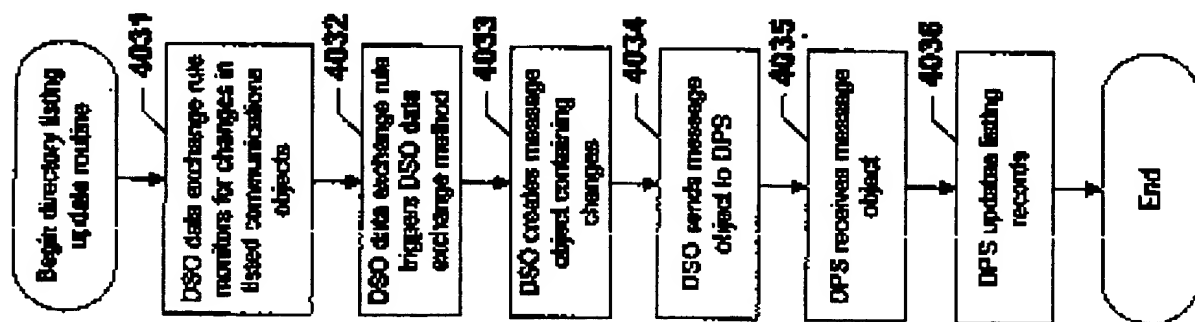 Begin directory listing
update routine
4031
DSO data exchange rule
monitors for changes in
listed communications
objects
4032
DSO data exchange rule
triggers DSO data
exchange method
4033
DSO creates message
object containing
changes
4034
DSO sends message
object to DPS
4035
DPS receives message
object
4036
DPS updates listing
records
End